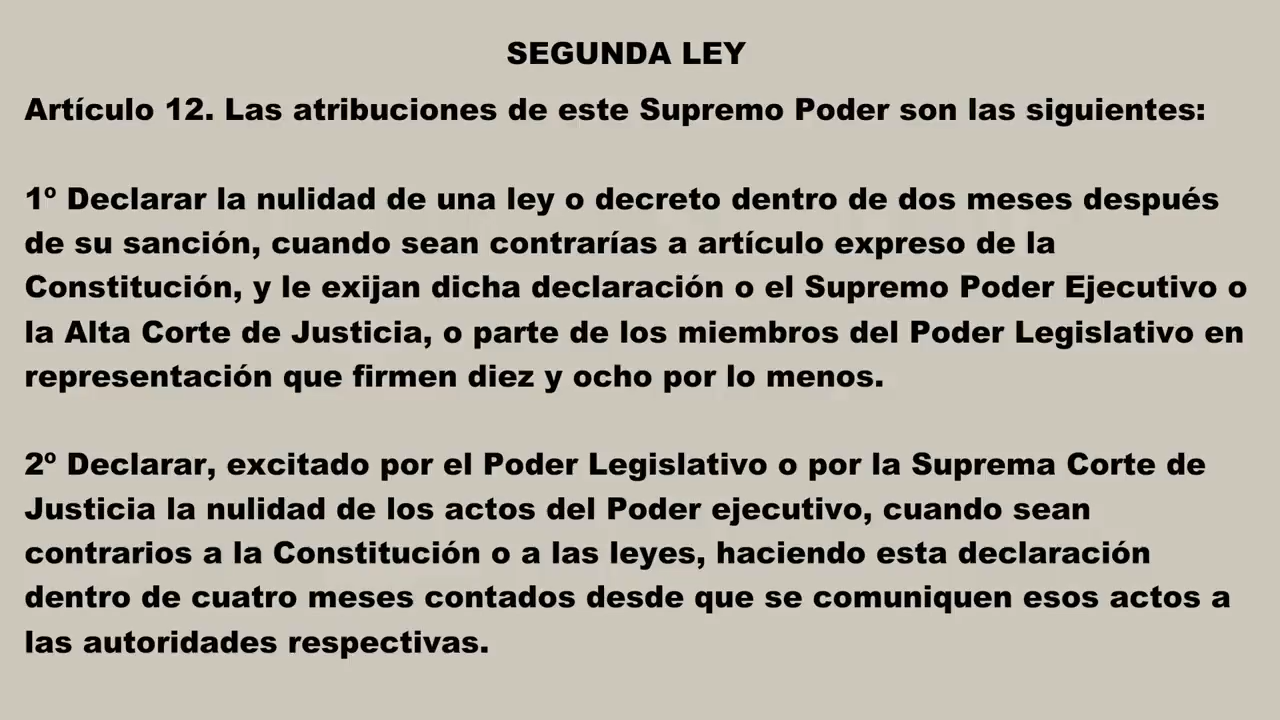 SEGUNDA LEY
Artículo 12. Las atribuciones de este Supremo Poder son las siguientes:
1º Declarar la nulidad de una ley o decreto dentro de dos meses después
de su sanción, cuando sean contrarías a artículo expreso de la
Constitución, y le exijan dicha declaración o el Supremo Poder Ejecutivo o
la Alta Corte de Justicia, o parte de los miembros del Poder Legislativo en
representación que firmen diez y ocho por lo menos.
2º Declarar, excitado por el Poder Legislativo o por la Suprema Corte de
Justicia la nulidad de los actos del Poder ejecutivo, cuando sean
contrarios a la Constitución o a las leyes, haciendo esta declaración
dentro de cuatro meses contados desde que se comuniquen esos actos a
las autoridades respectivas.